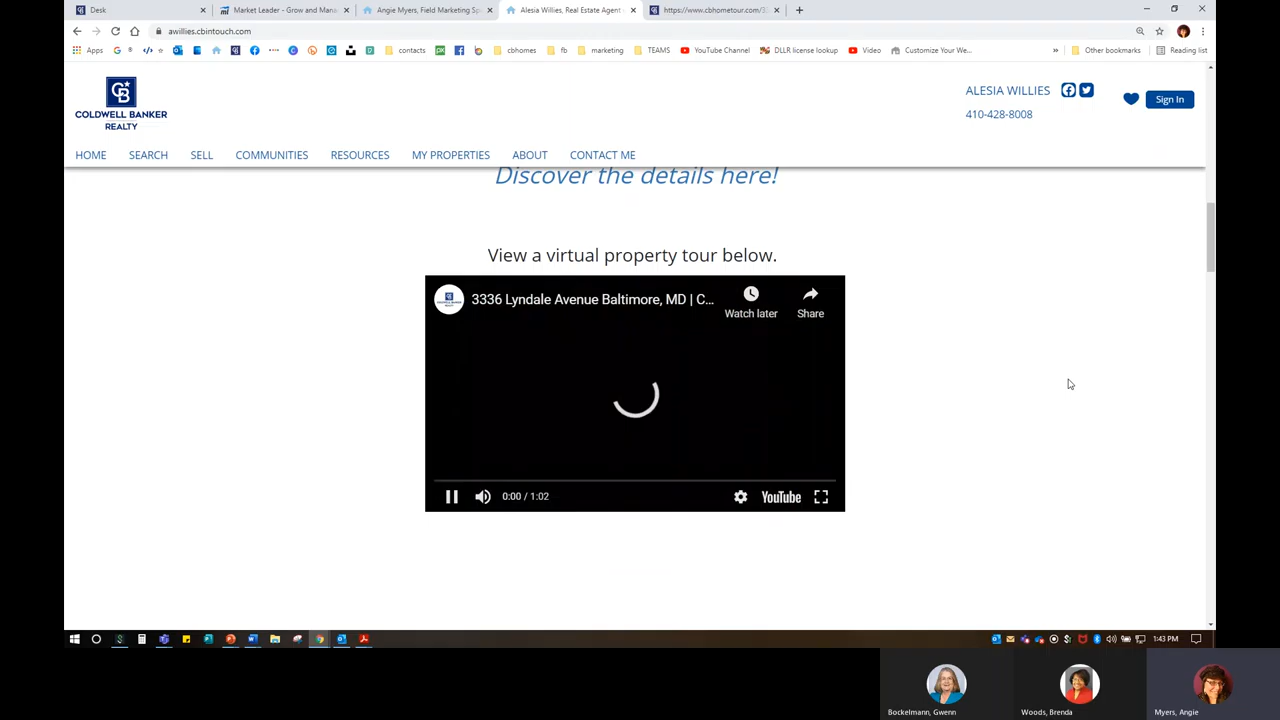 Desk
Market Leader - Grow and Man
Angie Myers, Field Marketing Sp
Alesia Willies, Real Estate Agent -
https://www.cbhometour.com/3
awillies.cbintouch.com
Apps
contacts
cbhomes
fb
marketing
TEAMS
YouTube Channel
DLLR license lookup
Video
Customize Your We...
Other bookmarks
Reading list
COLDWELL BANKER
REALTY
ALESIA WILLIES
410-428-8008
Sign In
HOME SEARCH SELL COMMUNITIES RESOURCES MY PROPERTIES ABOUT CONTACT ME
Discover the details here!
View a virtual property tour below.
3336 Lyndale Avenue Baltimore, MD | C...
Watch later
Share
0:00 / 1:02
YouTube
1:43 PM
Bockelmann, Gwenn
Woods, Brenda
Myers, Angie